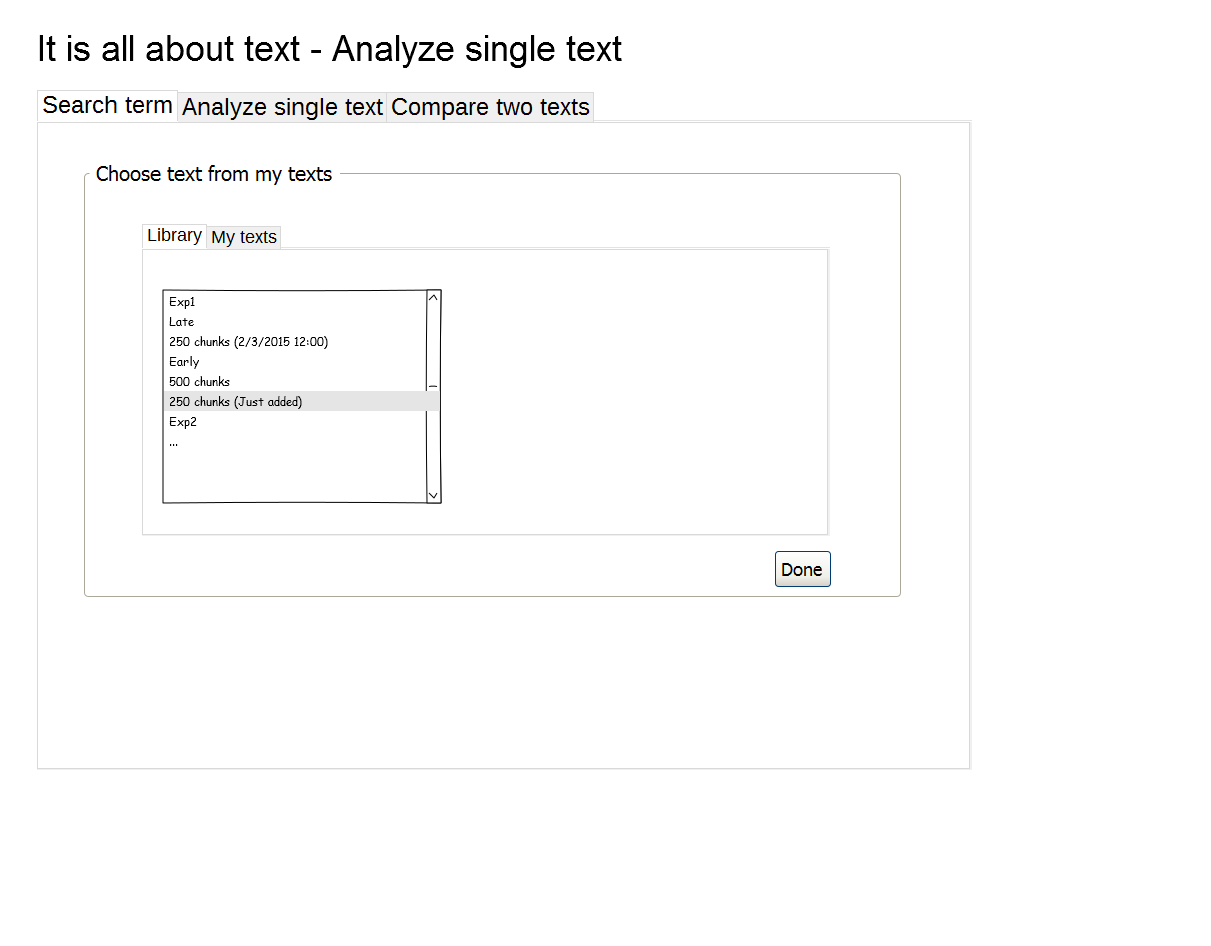 It is all about text - Analyze single text
Search term Analyze single text Compare two texts
Choose text from my texts
Library My texts
Exp1
Late
250 chunks (2/3/2015 12:00)
Early
500 chunks
250 chunks (Just added)
Exp2
...
Done